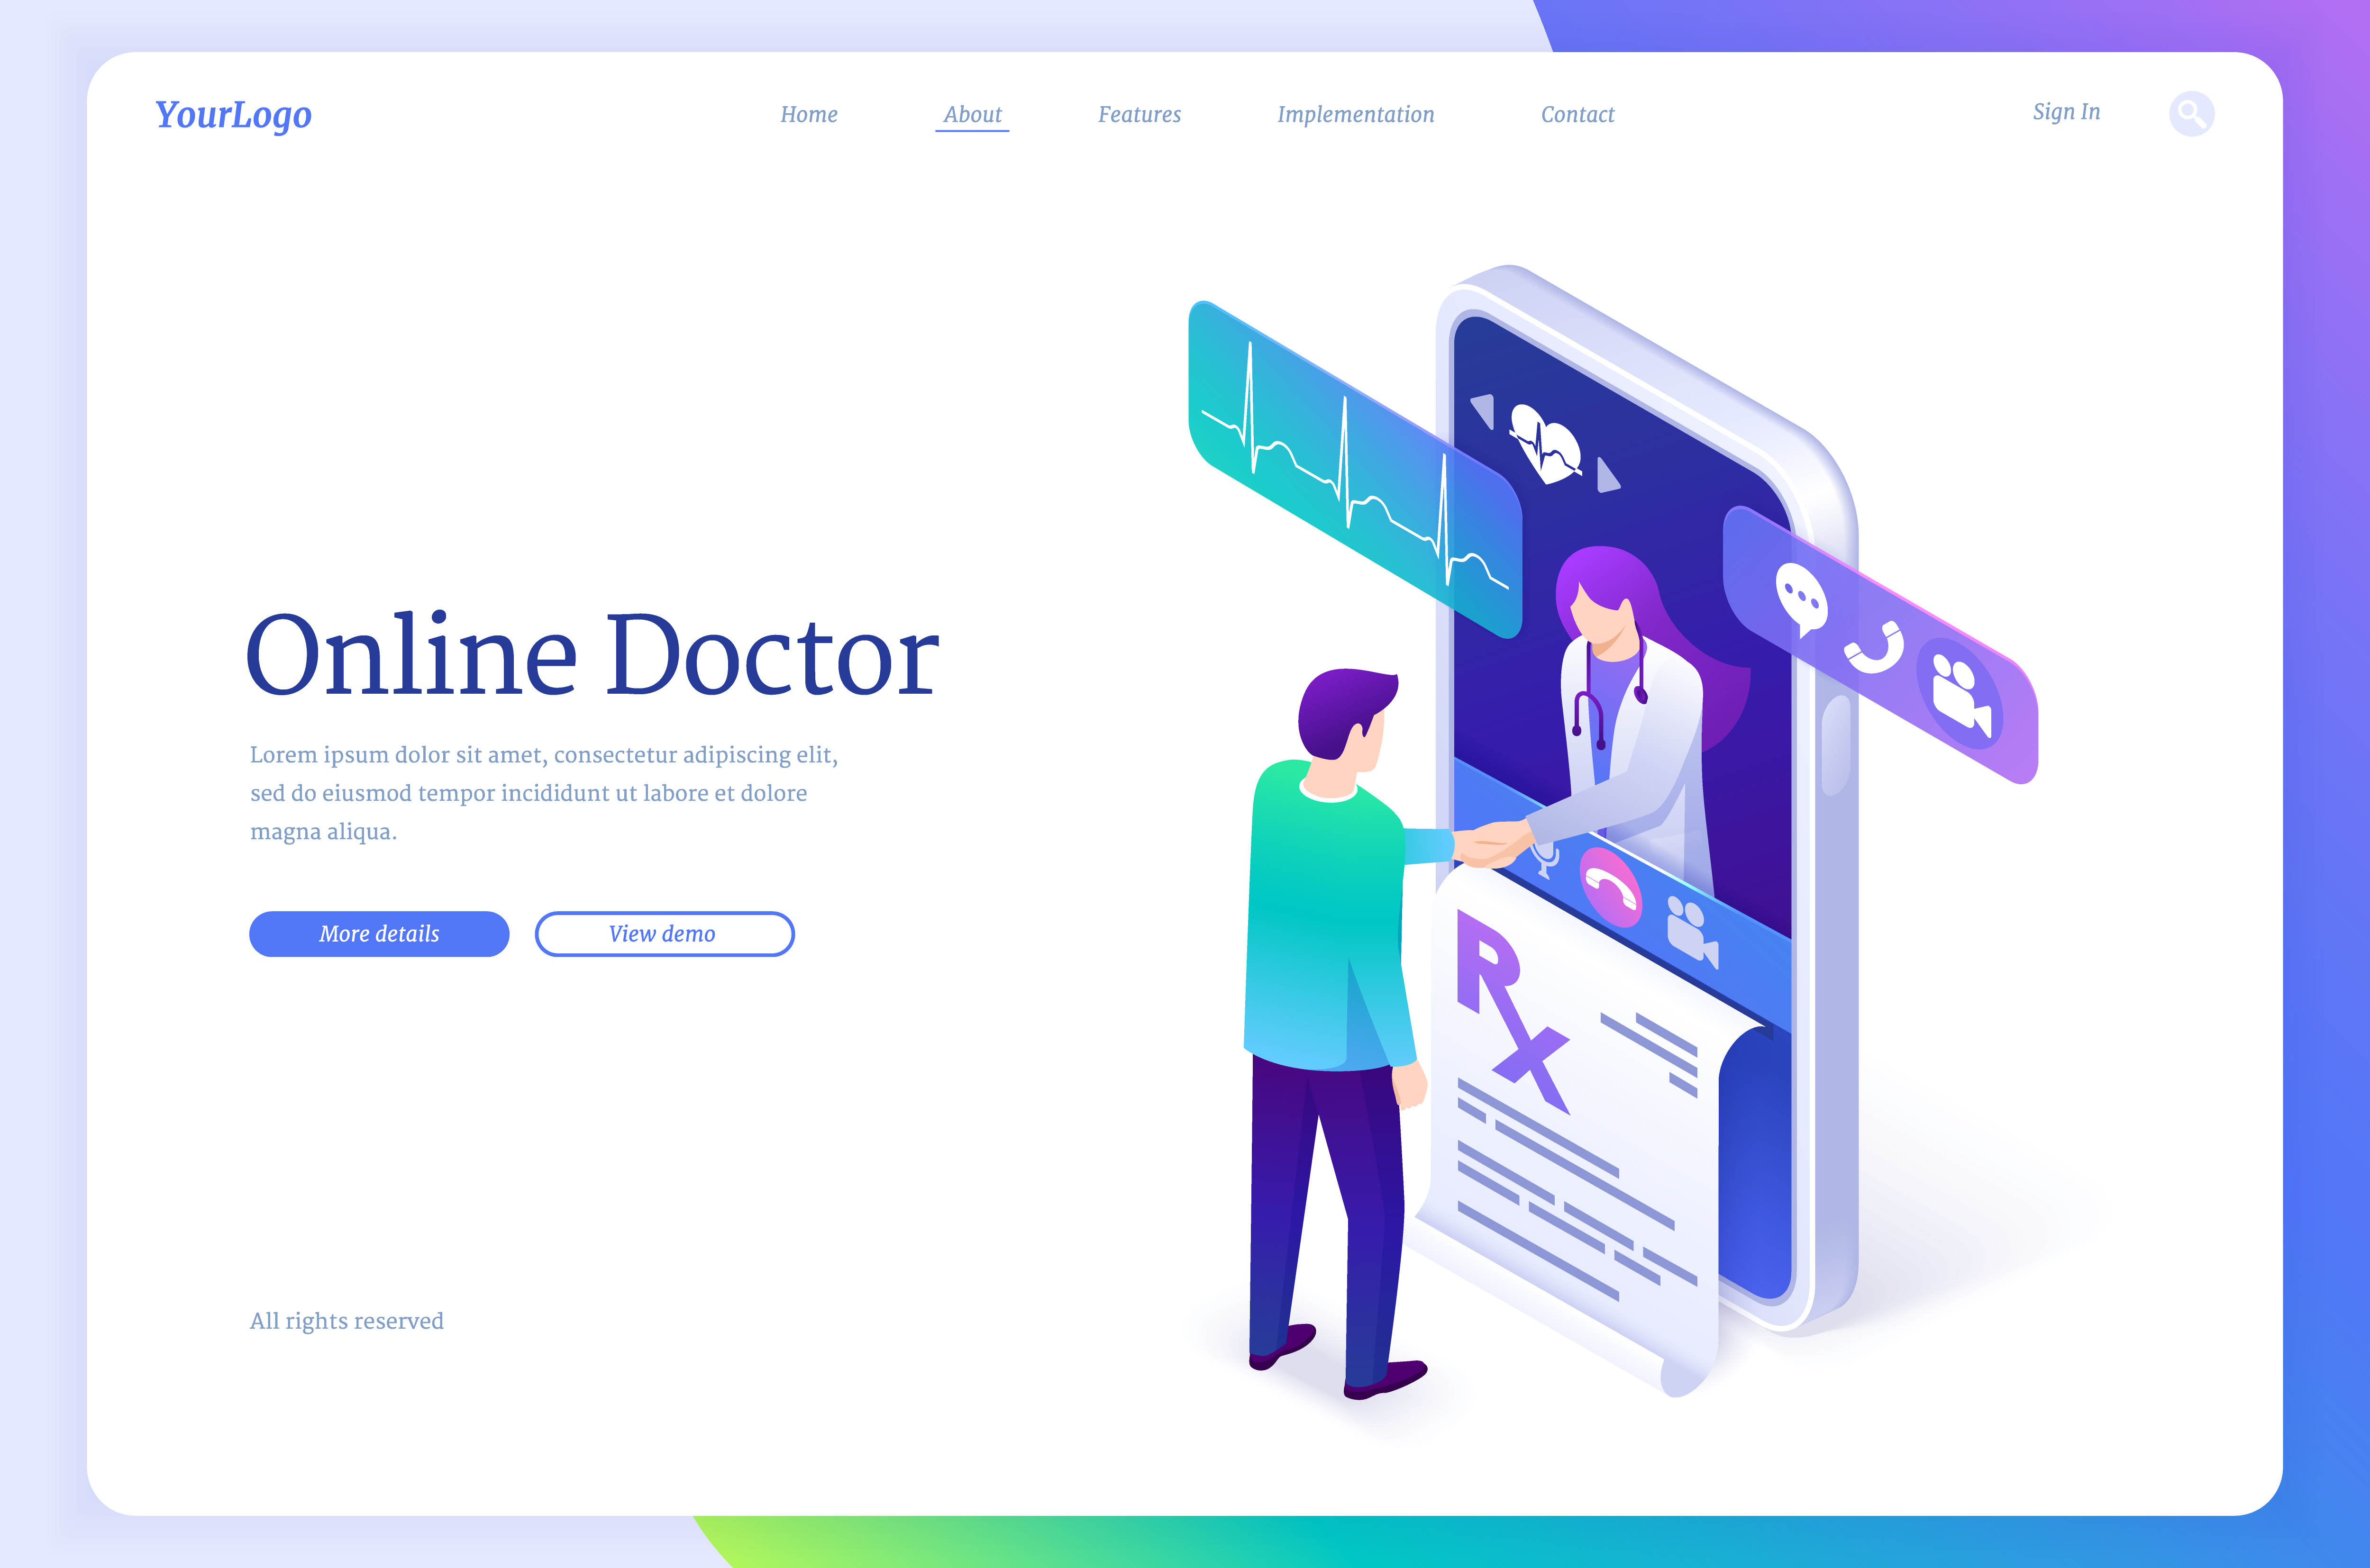 YourLogo
Home About Features Implementation Contact Sign In
Online Doctor
Lorem ipsum dolor sit amet, consectetur adipiscing elit,
sed do eiusmod tempor incididunt ut labore et dolore
magna aliqua.
More details View demo
Rx
All rights reserved